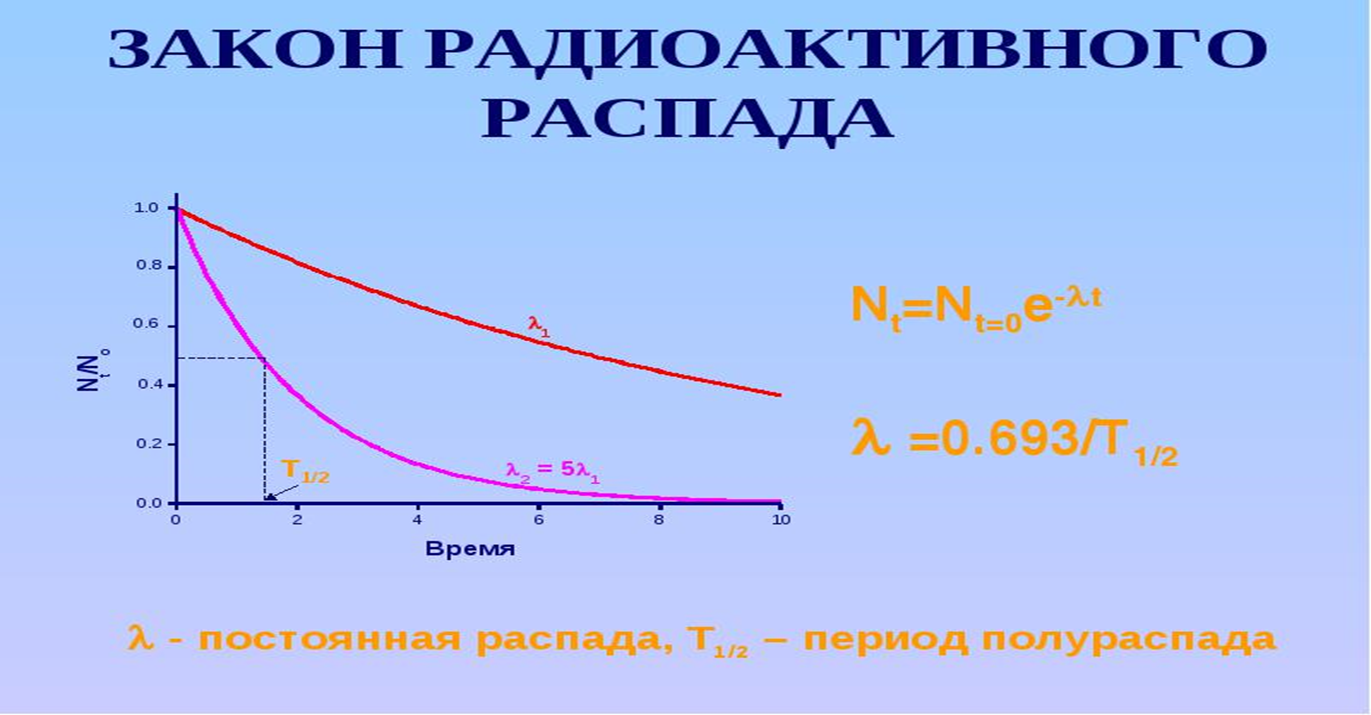 ЗАКОН РАДИОАКТИВНОГО
РАСПАДА
1.0
0.8
0.6
0.4
0.2
0.0
Nt/No
λ1
T1/2
λ2 = 5λ1
0 2 4 6 8 10
Время
Nt=Nt=0e-λt
λ =0.693/T1/2
λ - постоянная распада, T1/2 – период полураспада